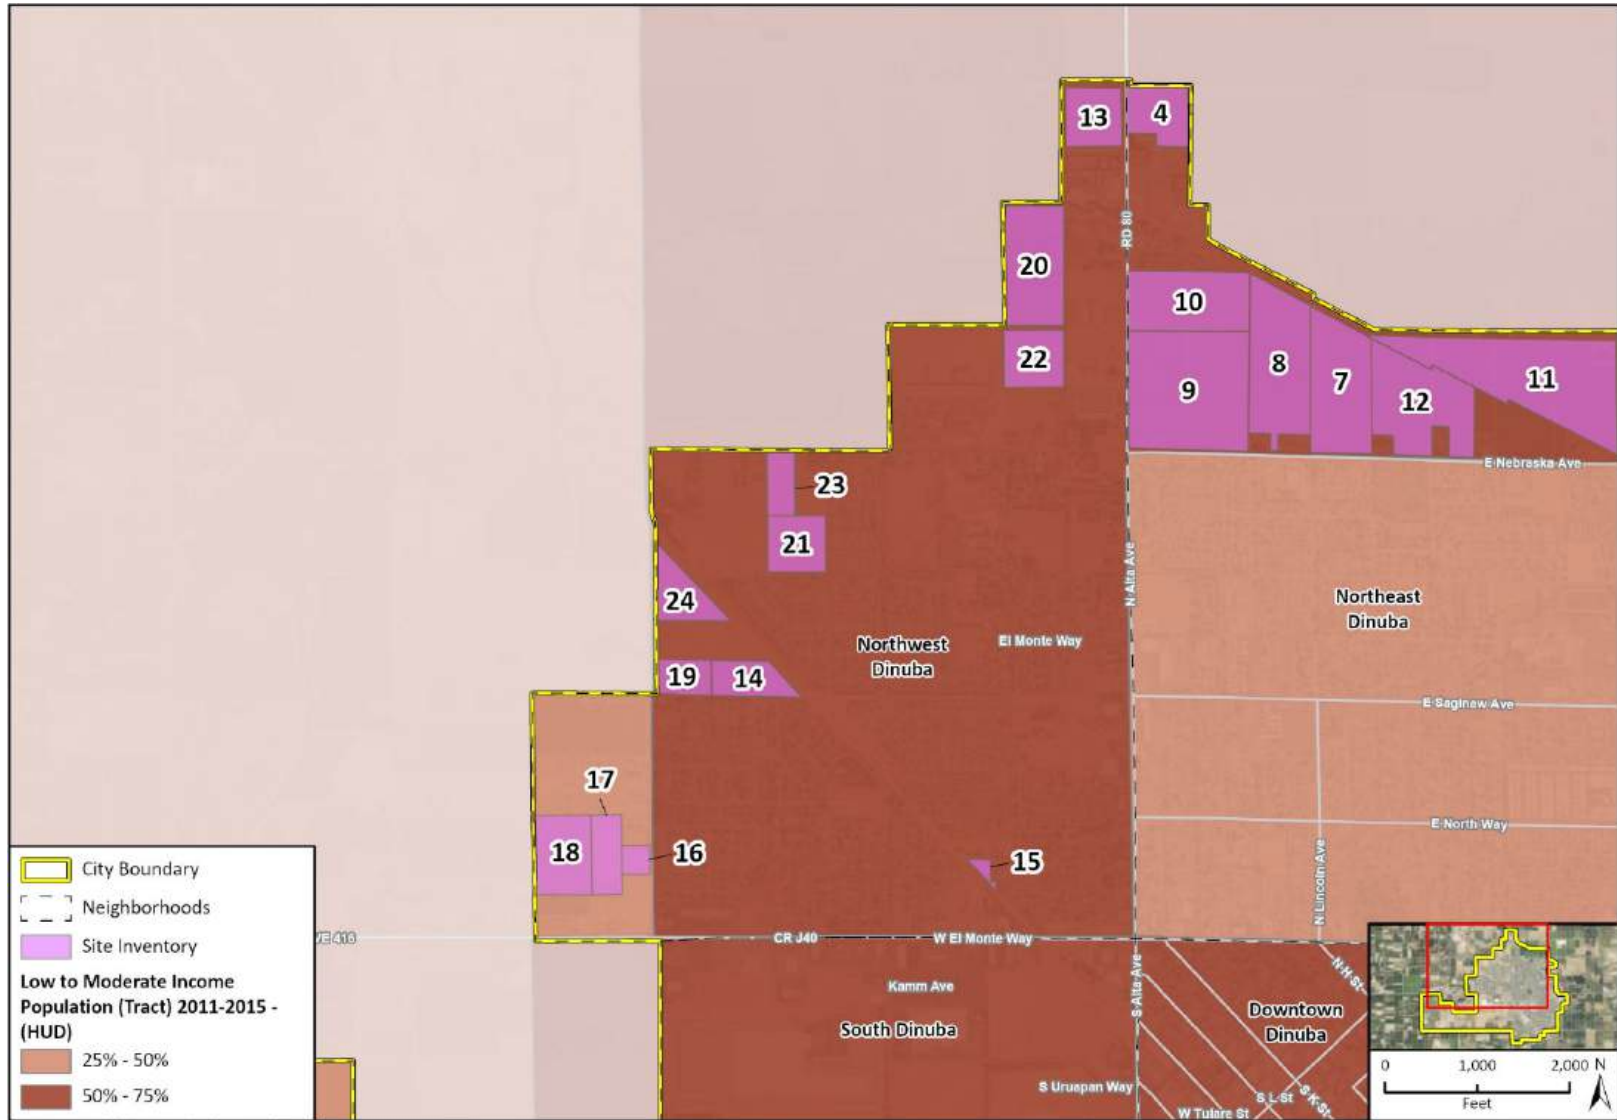 13
4
RD 80
20
10
22
8
7
11
9
12
E Nebraska Ave
23
21
N Alta Ave
24
Northeast
Dinuba
Northwest
Dinuba
El Monte Way
19
14
E Saginaw Ave
17
E North Way
18
16
15
N Lincoln Ave
VE 416
CR J40
W El Monte Way
N H St
Kamm Ave
S Alta Ave
South Dinuba
Downtown
Dinuba
S Uruapan Way
S L St
S K St
W Tulare St
City Boundary
Neighborhoods
Site Inventory
Low to Moderate Income
Population (Tract) 2011-2015 -
(HUD)
25% - 50%
50% - 75%
0 1,000 2,000 N
Feet